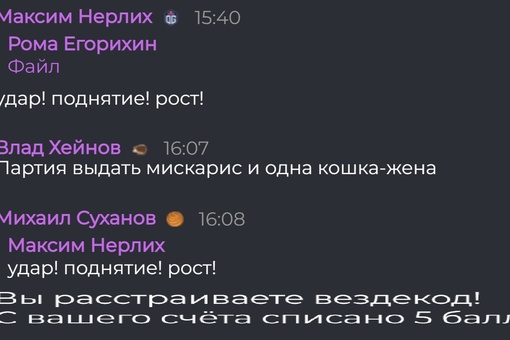 Максим Нерлих 15:40
Рома Егорихин
Файл
удар! поднятие! рост!
Влад Хейнов 16:07
Партия выдать мискарис и одна кошка-жена
Михаил Суханов 16:08
Максим Нерлих
удар! поднятие! рост!
Вы расстраиваете вездекод!
С вашего счёта списано 5 балл